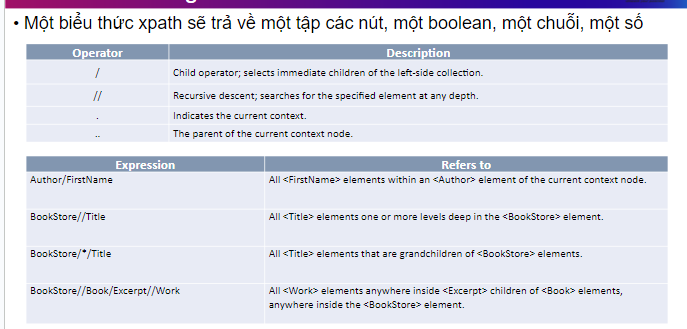 • Một biểu thức xpath sẽ trả về một tập các nút, một boolean, một chuỗi, một số
Operator Description
/ Child operator; selects immediate children of the left-side collection.
// Recursive descent; searches for the specified element at any depth.
. Indicates the current context.
.. The parent of the current context node.
Expression Refers to
Author/FirstName All <FirstName> elements within an <Author> element of the current context node.
BookStore//Title All <Title> elements one or more levels deep in the <BookStore> element.
BookStore/*/Title All <Title> elements that are grandchildren of <BookStore> elements.
BookStore//Book/Excerpt//Work All <Work> elements anywhere inside <Excerpt> children of <Book> elements,
anywhere inside the <BookStore> element.